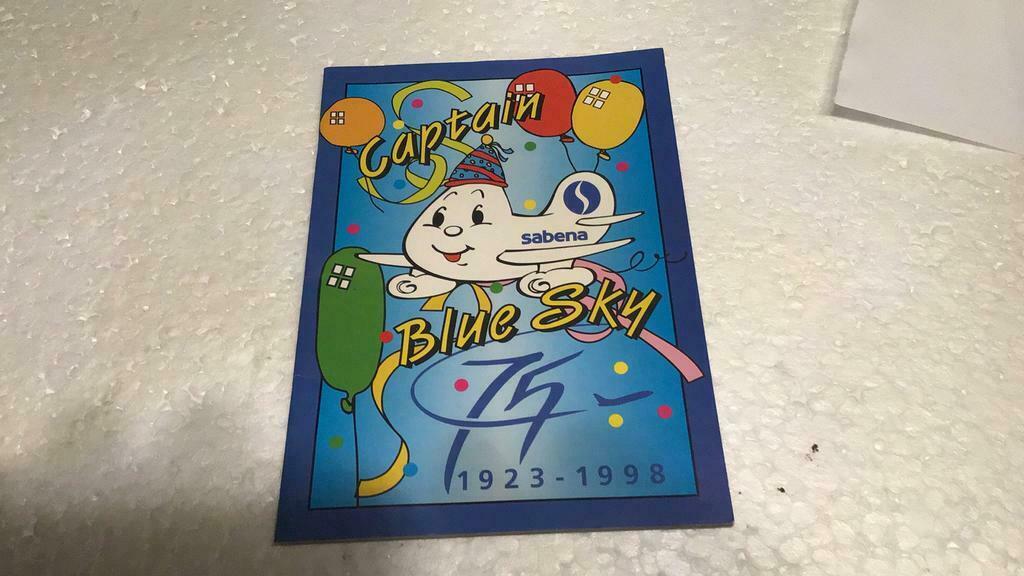 Captain
sabena
Blue Sky
75
1923-1998